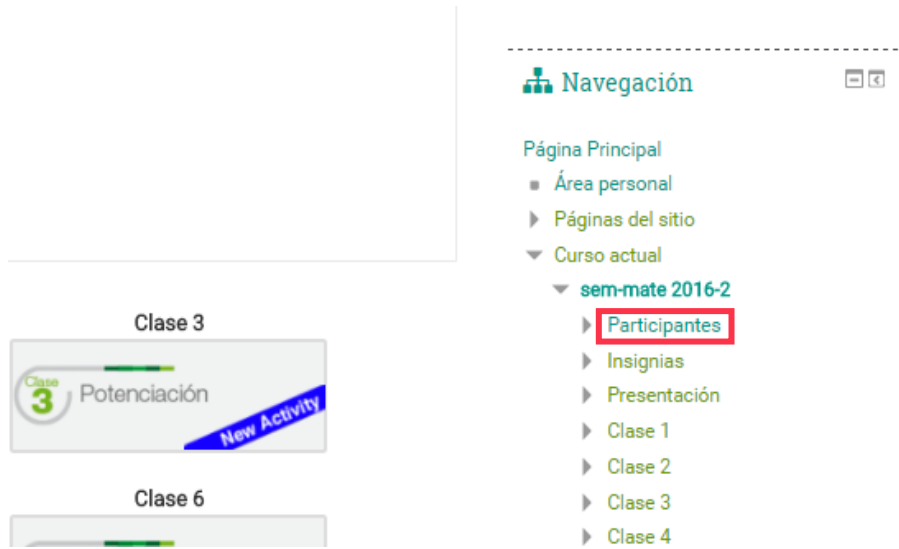 Navegación
Página Principal
Área personal
Páginas del sitio
Curso actual
sem-mate 2016-2
Participantes
Insignias
Presentación
Clase 1
Clase 2
Clase 3
Clase 4
Clase 3
Clase
3 Potenciación
New Activity
Clase 6